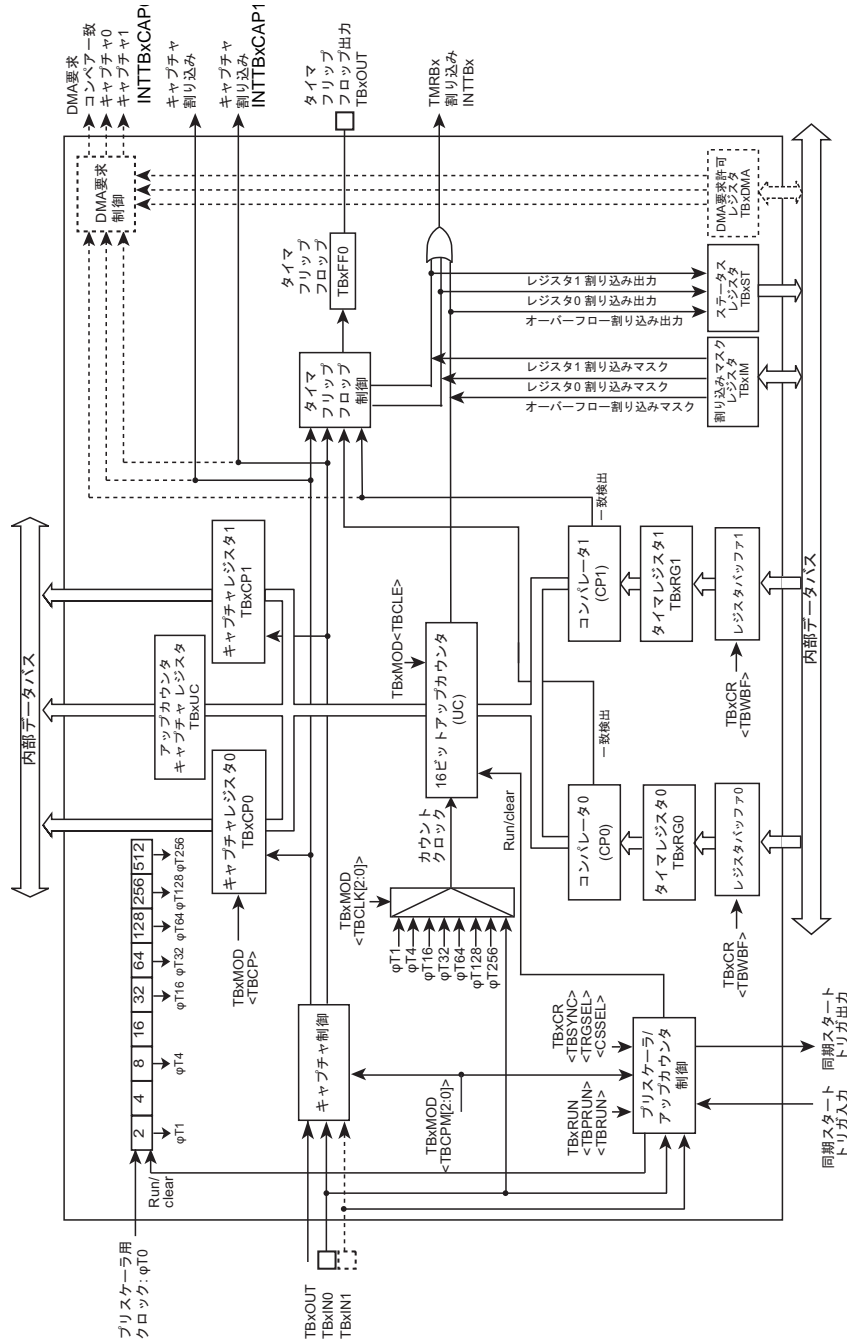 プリスケーラ用
クロック: φT0
Run/
clear
2
4
8
16
32
64
128
256
512
φT1
φT4
φT16
φT32
φT64
φT128
φT256
内部データバス
TBxMOD
<TBCP>
キャプチャレジスタ0
TBxCP0
アップカウンタ
キャプチャ レジスタ
TBxUC
キャプチャレジスタ1
TBxCP1
DMA要求
制御
DMA要求
コンペアー致
キャプチャ0
キャプチャ1
INTTBxCAP0
キャプチャ
割り込み
キャプチャ
割り込み
INTTBxCAP1
TBxOUT
TBxIN0
TBxIN1
キャプチャ制御
TBxMOD
<TBCPM[2:0]>
TBxMOD
<TBCLK[2:0]>
φT1
φT4
φT16
φT32
φT64
φT128
φT256
カウント
クロック
TBxMOD<TBCLE>
16ビットアップカウンタ
(UC)
Run/clear
タイマ
フリップ
フロップ
制御
タイマ
フリップ
フロップ
TBxFF0
タイマ
フリップ
フロップ出力
TBxOUT
TMRBx
割り込み
INTTBx
TBxRUN
<TBPRUN>
<TBRUN>
TBxCR
<TBSYNC>
<TRGSEL>
<CSSEL>
プリスケーラ/
アップカウンタ
制御
同期スタート
トリガ入力
同期スタート
トリガ出力
一致検出
コンパレータ0
(CP0)
タイマレジスタ0
TBxRG0
レジスタバッファ0
TBxCR
<TBWBF>
一致検出
コンパレータ1
(CP1)
タイマレジスタ1
TBxRG1
レジスタバッファ1
TBxCR
<TBWBF>
レジスタ1 割り込みマスク
レジスタ0 割り込みマスク
オーバーフロー割り込みマスク
割り込みマスク
レジスタ
TBxIM
レジスタ1 割り込み出力
レジスタ0 割り込み出力
オーバーフロー割り込み出力
ステータス
レジスタ
TBxST
DMA要求許可
レジスタ
TBxDMA
内部データバス